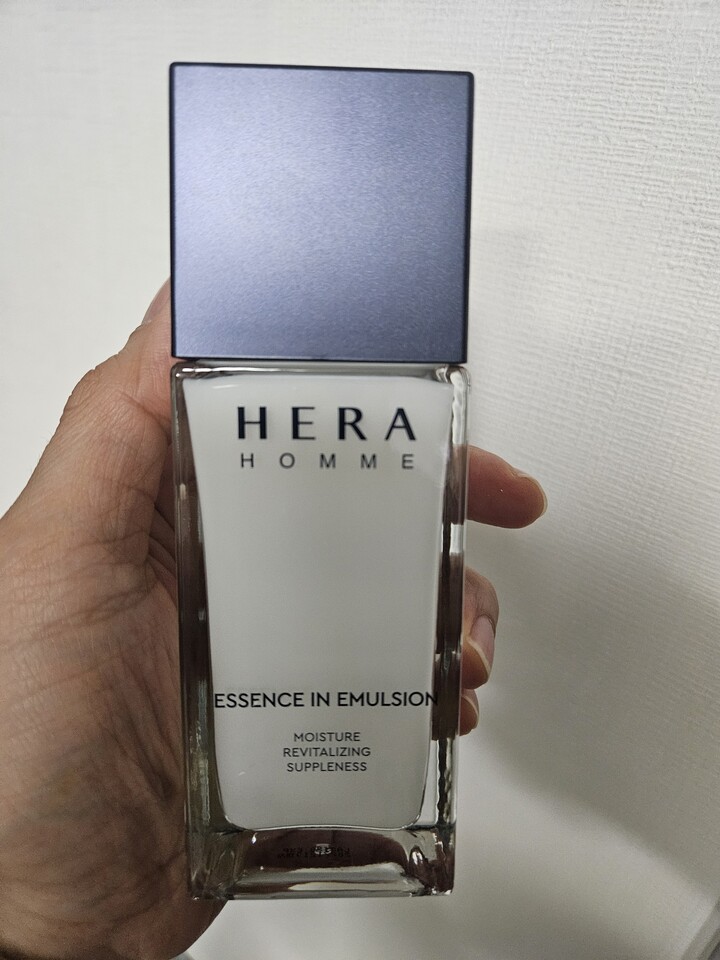 HERA
HOMME
ESSENCE IN EMULSION
MOISTURE
REVITALIZING
SUPPLENESS